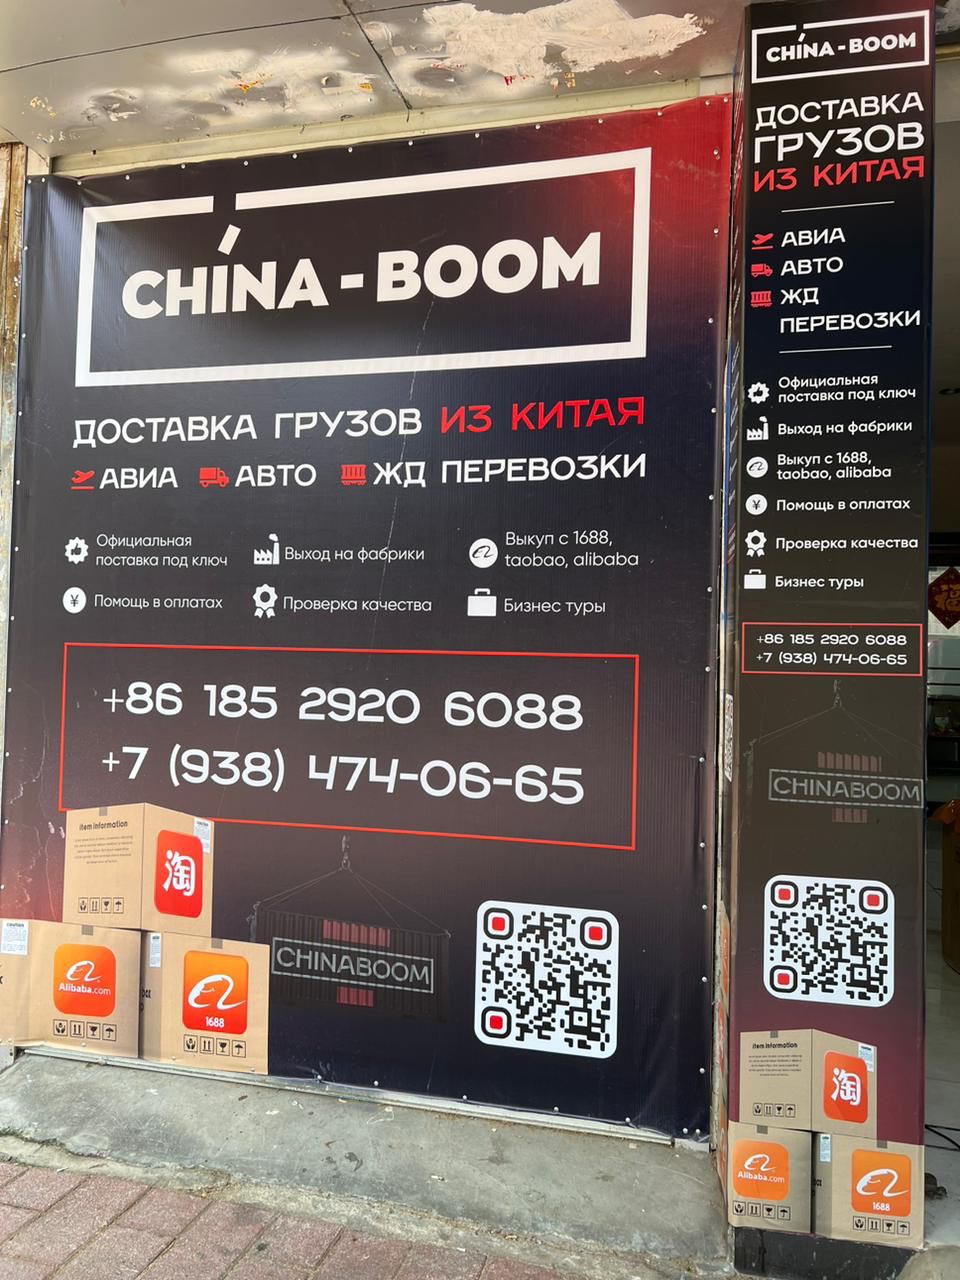 CHINA - BOOM
ДОСТАВКА ГРУЗОВ ИЗ КИТАЯ
АВИА АВТО ЖД ПЕРЕВОЗКИ
Официальная
поставка под ключ
Выход на фабрики
Выкуп с 1688,
taobao, alibaba
¥ Помощь в оплатах
Проверка качества
Бизнес туры
+86 185 2920 6088
+7 (938) 474-06-65
item information
淘
Alibaba.com
1688
CHINABOOM
CHINA - BOOM
ДОСТАВКА
ГРУЗОВ
ИЗ КИТАЯ
АВИА
АВТО
ЖД
ПЕРЕВОЗКИ
Официальная
поставка под ключ
Выход на фабрики
Выкуп с 1688,
taobao, alibaba
¥ Помощь в оплатах
Проверка качества
Бизнес туры
+86 185 2920 6088
+7 (938) 474-06-65
CHINABOOM
item information
淘
Alibaba.com
1688